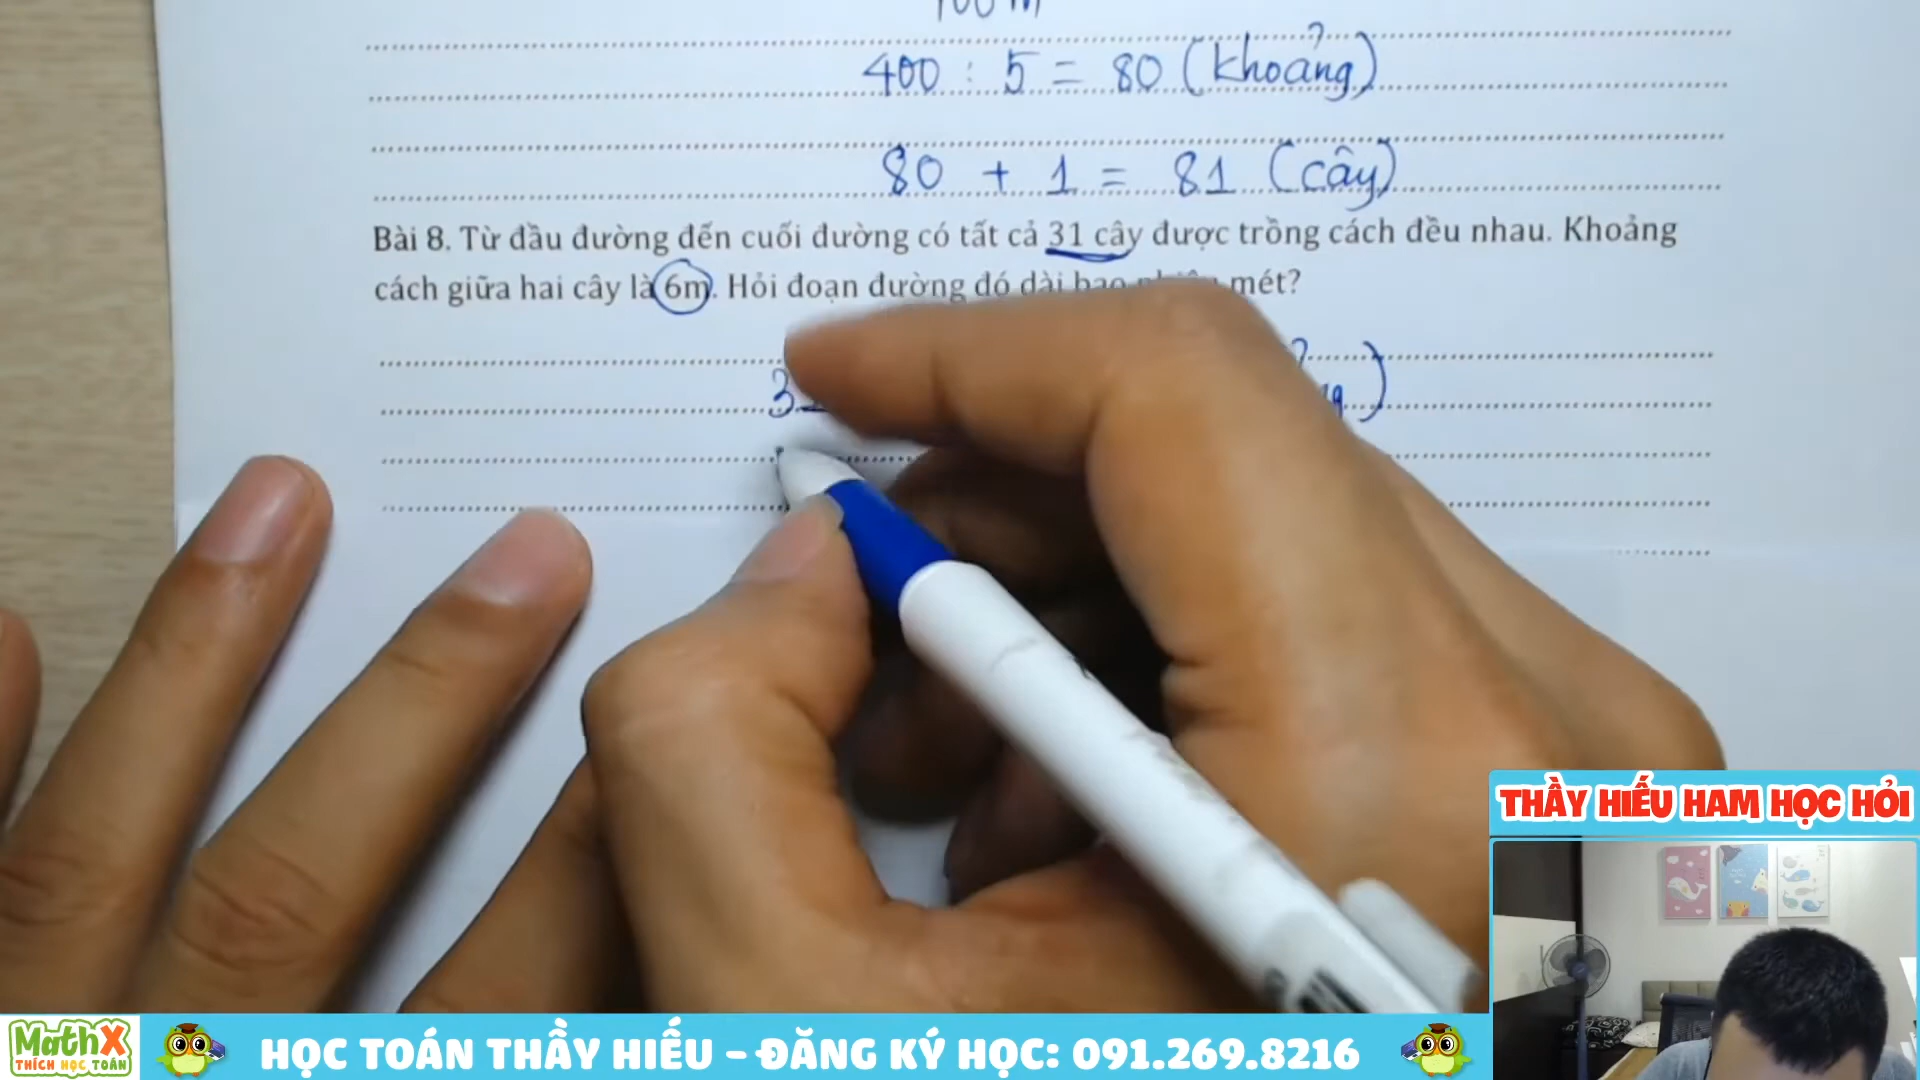 400 : 5 = 80 (khoảng)
80 + 1 = 81 (cây)
Bài 8. Từ đầu đường đến cuối đường có tất cả 31 cây được trồng cách đều nhau. Khoảng
cách giữa hai cây là 6m. Hỏi đoạn đường đó dài bao mét?
THẦY HIẾU HAM HỌC HỎI
MathX
THÍCH HỌC TOÁN
HỌC TOÁN THẦY HIẾU - ĐĂNG KÝ HỌC: 091.269.8216